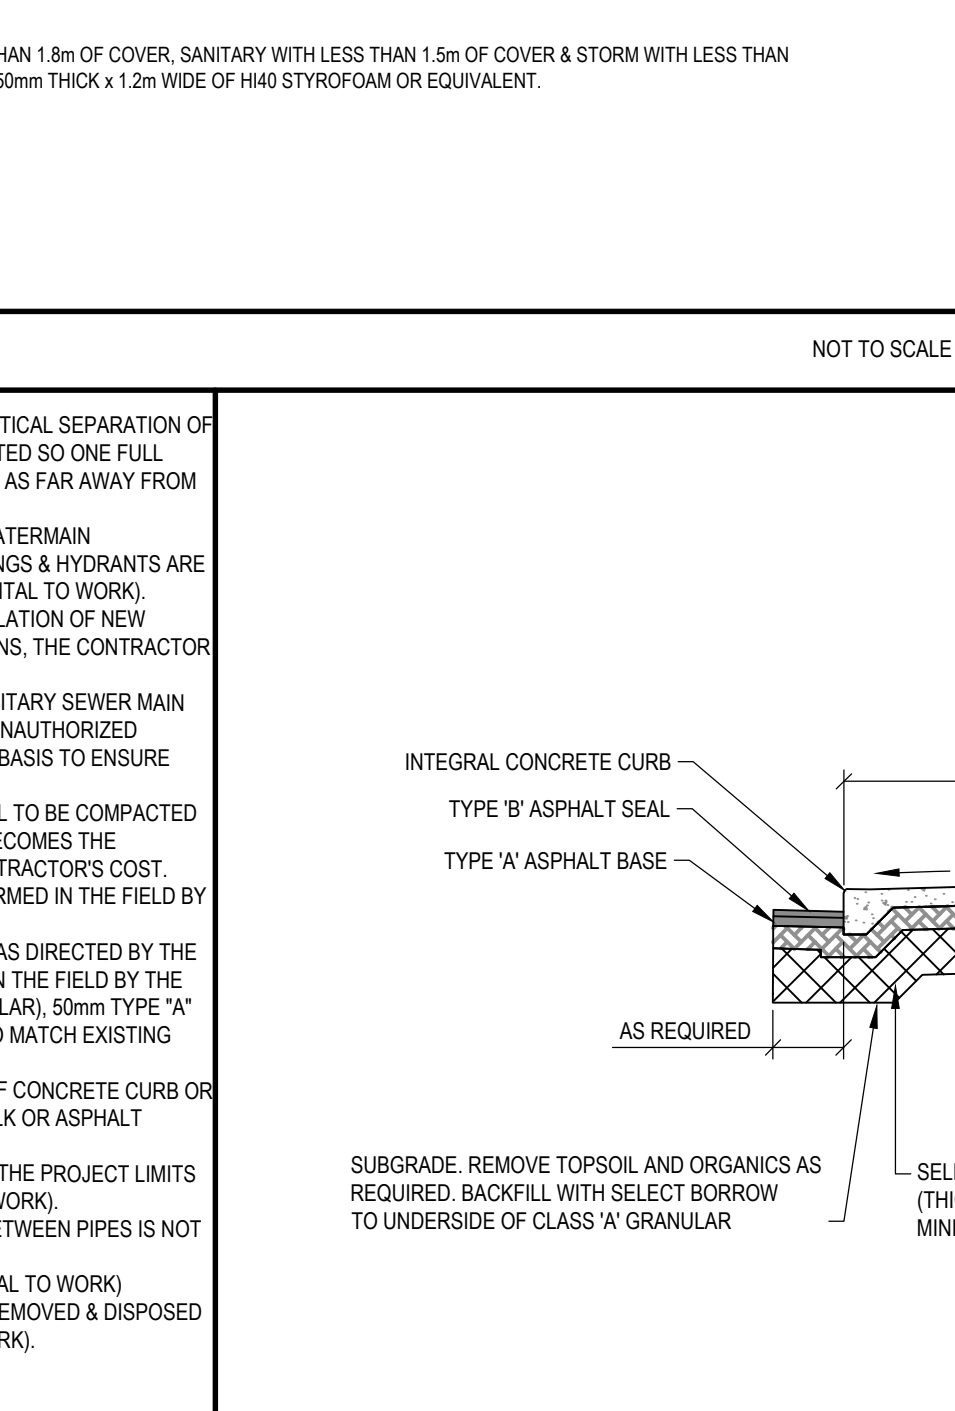 HAN 1.8m OF COVER, SANITARY WITH LESS THAN 1.5m OF COVER & STORM WITH LESS THAN
50mm THICK x 1.2m WIDE OF HI40 STYROFOAM OR EQUIVALENT.
NOT TO SCALE
TICAL SEPARATION OF
TED SO ONE FULL
AS FAR AWAY FROM
ATERMAIN
NGS & HYDRANTS ARE
NTAL TO WORK).
LATION OF NEW
NS, THE CONTRACTOR
ITARY SEWER MAIN
NAUTHORIZED
BASIS TO ENSURE
L TO BE COMPACTED
ECOMES THE
TRACTOR'S COST.
RMED IN THE FIELD BY
AS DIRECTED BY THE
N THE FIELD BY THE
LAR), 50mm TYPE "A"
O MATCH EXISTING
F CONCRETE CURB OR
LK OR ASPHALT
THE PROJECT LIMITS
WORK).
ETWEEN PIPES IS NOT
AL TO WORK)
EMOVED & DISPOSED
RK).
INTEGRAL CONCRETE CURB
TYPE 'B' ASPHALT SEAL
TYPE 'A' ASPHALT BASE
AS REQUIRED
SUBGRADE. REMOVE TOPSOIL AND ORGANICS AS
REQUIRED. BACKFILL WITH SELECT BORROW
TO UNDERSIDE OF CLASS 'A' GRANULAR
SELE
(THI
MINI